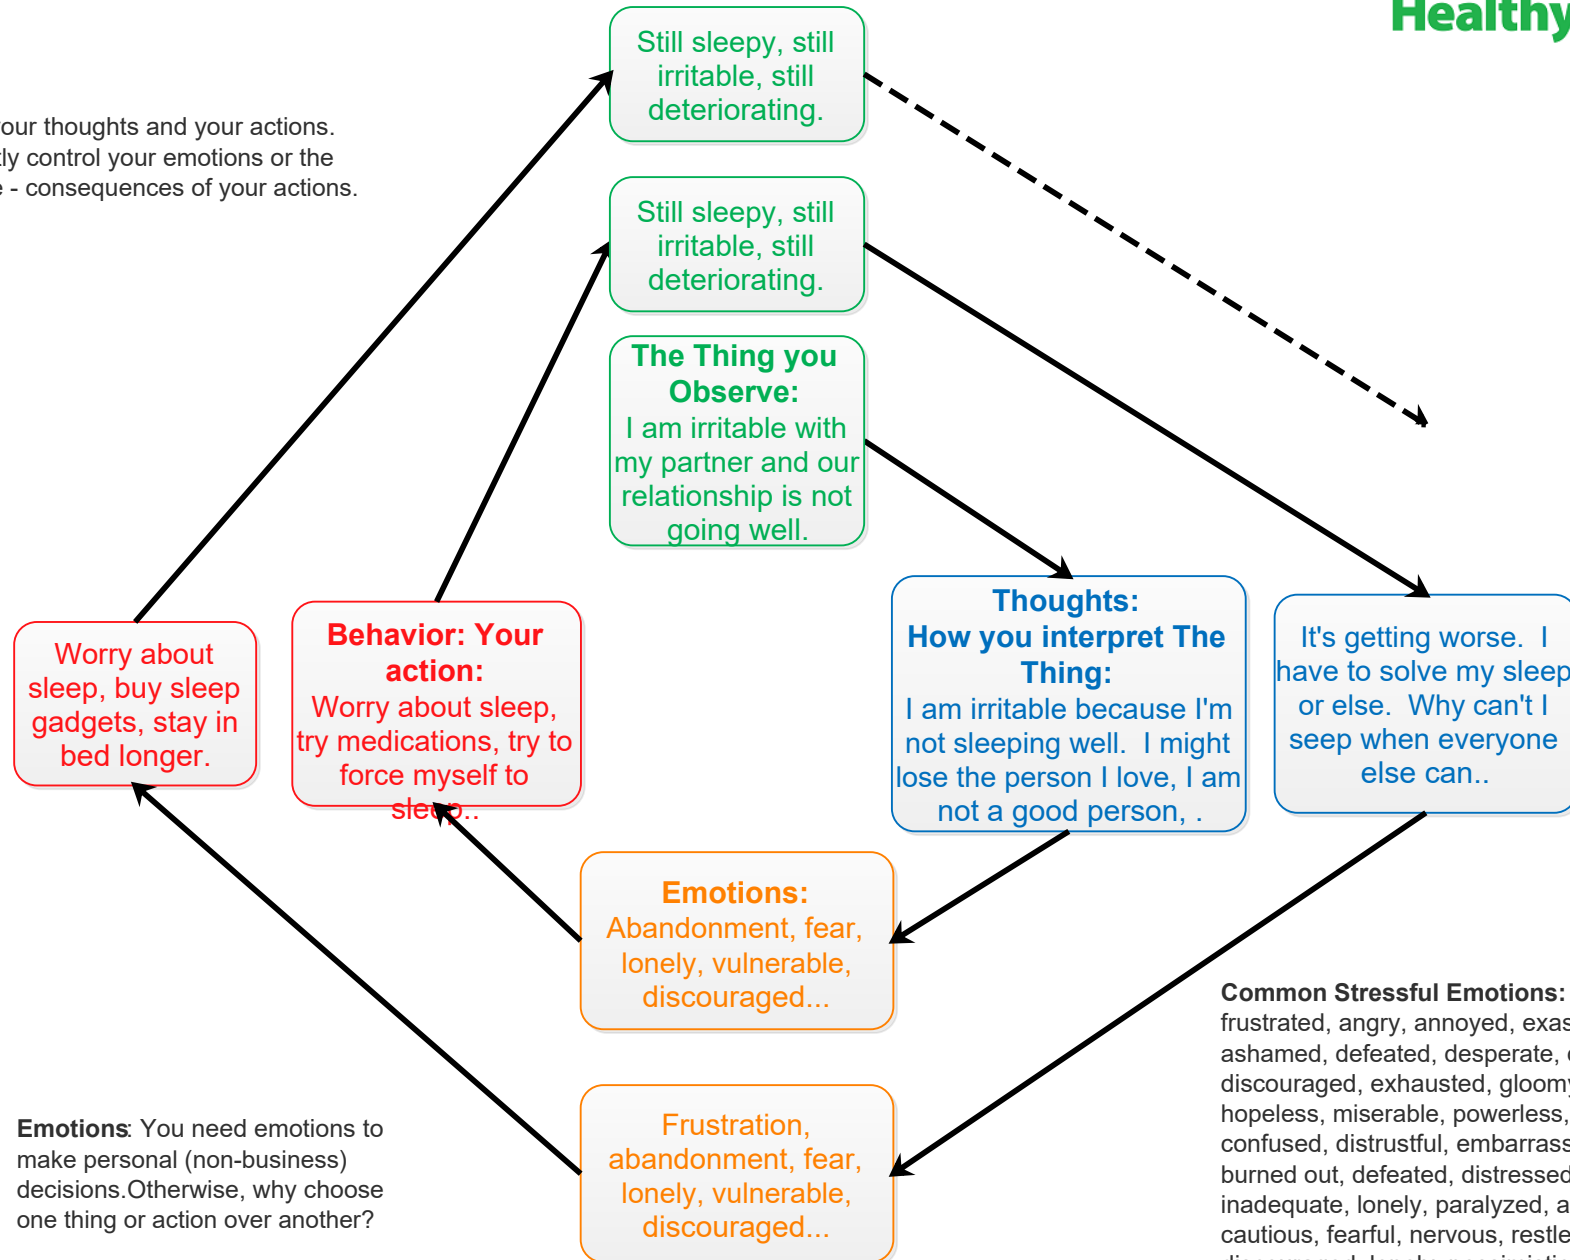 Healthy
Still sleepy, still
irritable, still
deteriorating.
your thoughts and your actions.
tly control your emotions or the
e - consequences of your actions.
Still sleepy, still
irritable, still
deteriorating.
The Thing you
Observe:
I am irritable with
my partner and our
relationship is not
going well.
Worry about
sleep, buy sleep
gadgets, stay in
bed longer.
Behavior: Your
action:
Worry about sleep,
try medications, try to
force myself to
sleep..
Thoughts:
How you interpret The
Thing:
I am irritable because I'm
not sleeping well.  I might
lose the person I love, I am
not a good person, .
It's getting worse.  I
have to solve my sleep
or else.  Why can't I
seep when everyone
else can..
Emotions:
Abandonment, fear,
lonely, vulnerable,
discouraged...
Frustration,
abandonment, fear,
lonely, vulnerable,
discouraged...
Emotions: You need emotions to
make personal (non-business)
decisions.Otherwise, why choose
one thing or action over another?
Common Stressful Emotions:
frustrated, angry, annoyed, exas
ashamed, defeated, desperate,
discouraged, exhausted, gloomy
hopeless, miserable, powerless,
confused, distrustful, embarrass
burned out, defeated, distressed
inadequate, lonely, paralyzed, a
cautious, fearful, nervous, restle